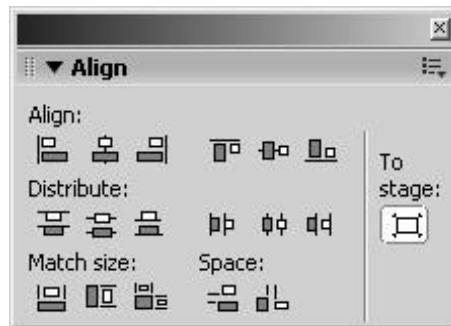 Align
Align:
To
stage:
Distribute:
Match size:
Space: